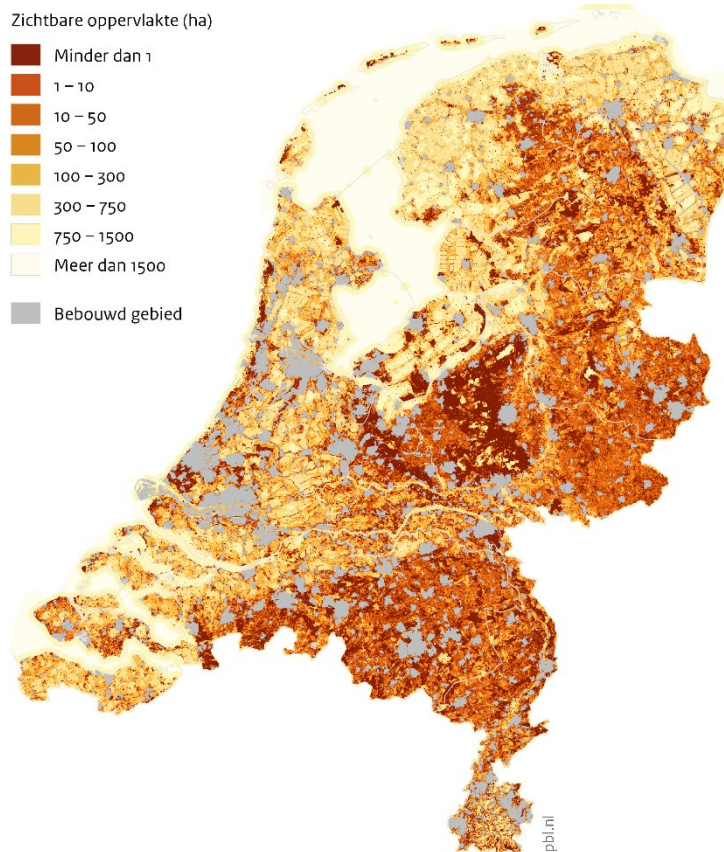 Zichtbare oppervlakte (ha)
Minder dan 1
1 – 10
10 – 50
50 – 100
100 – 300
300 – 750
750 – 1500
Meer dan 1500
Bebouwd gebied
pbl.nl